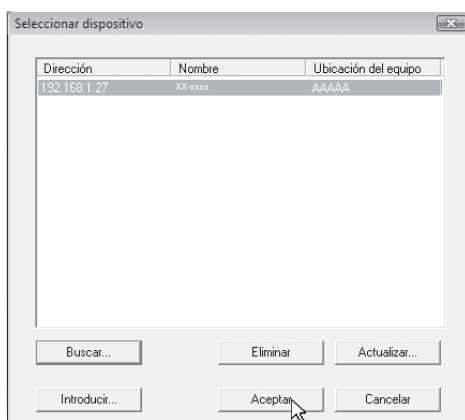 Seleccionar dispositivo
Dirección Nombre Ubicación del equipo
192.168.1.27 XX-xxxx AAAAA
Buscar... Eliminar Actualizar...
Introducir... Aceptar Cancelar